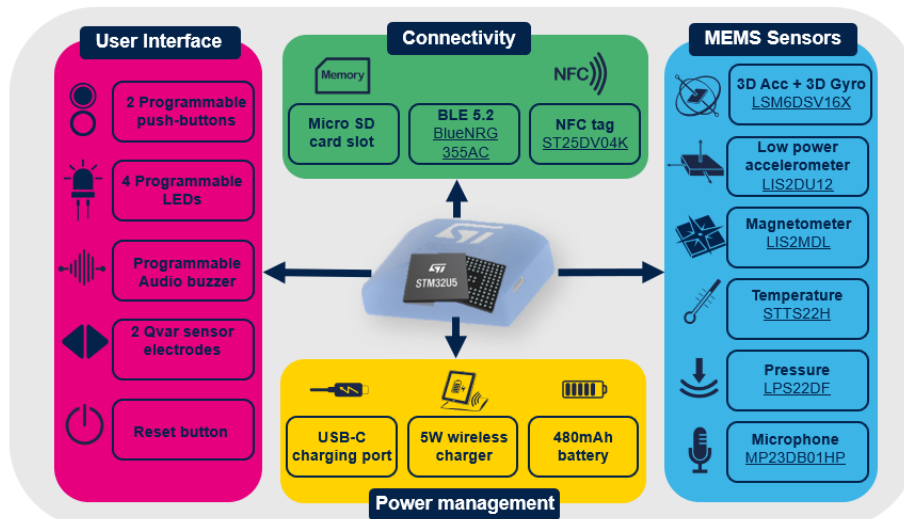 User Interface
2 Programmable
push-buttons
4 Programmable
LEDs
Programmable
Audio buzzer
2 Qvar sensor
electrodes
Reset button
Connectivity
Memory
Micro SD
card slot
BLE 5.2
BlueNRG
355AC
NFC
NFC tag
ST25DV04K
ST
ST
STM32U5
USB-C
charging port
5W wireless
charger
480mAh
battery
Power management
MEMS Sensors
3D Acc + 3D Gyro
LSM6DSV16X
Low power
accelerometer
LIS2DU12
Magnetometer
LIS2MDL
Temperature
STTS22H
Pressure
LPS22DF
Microphone
MP23DB01HP